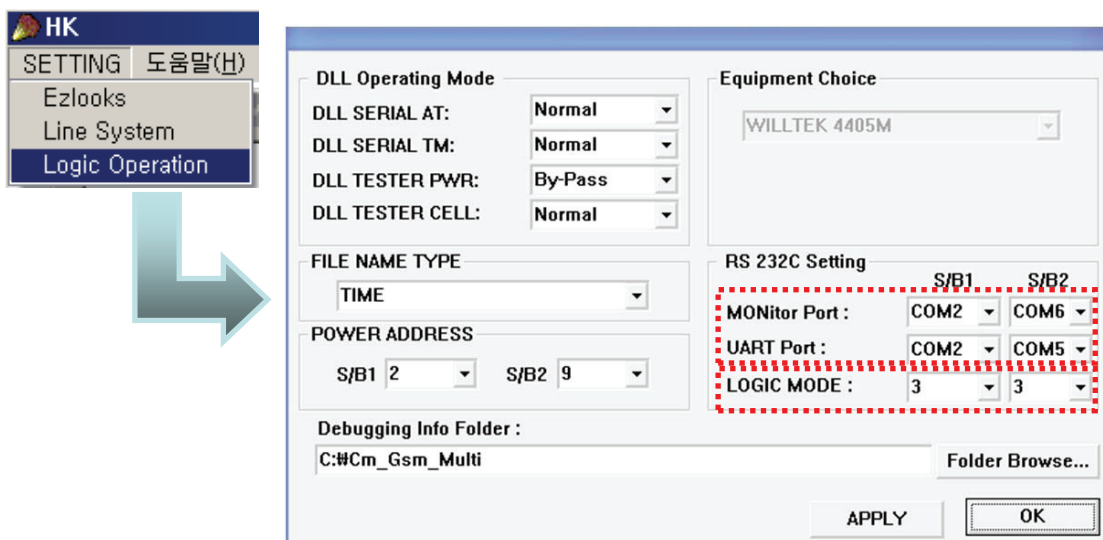 HK
SETTING 도움말(H)
Ezlooks
Line System
Logic Operation
DLL Operating Mode
DLL SERIAL AT: Normal
DLL SERIAL TM: Normal
DLL TESTER PWR: By-Pass
DLL TESTER CELL: Normal
Equipment Choice
WILLTEK 4405M
FILE NAME TYPE
TIME
POWER ADDRESS
S/B1 2 S/B2 9
RS 232C Setting
S/B1 S/B2
MONitor Port : COM2 COM6
UART Port : COM2 COM5
LOGIC MODE : 3 3
Debugging Info Folder :
C:₩Cm_Gsm_Multi Folder Browse...
APPLY OK